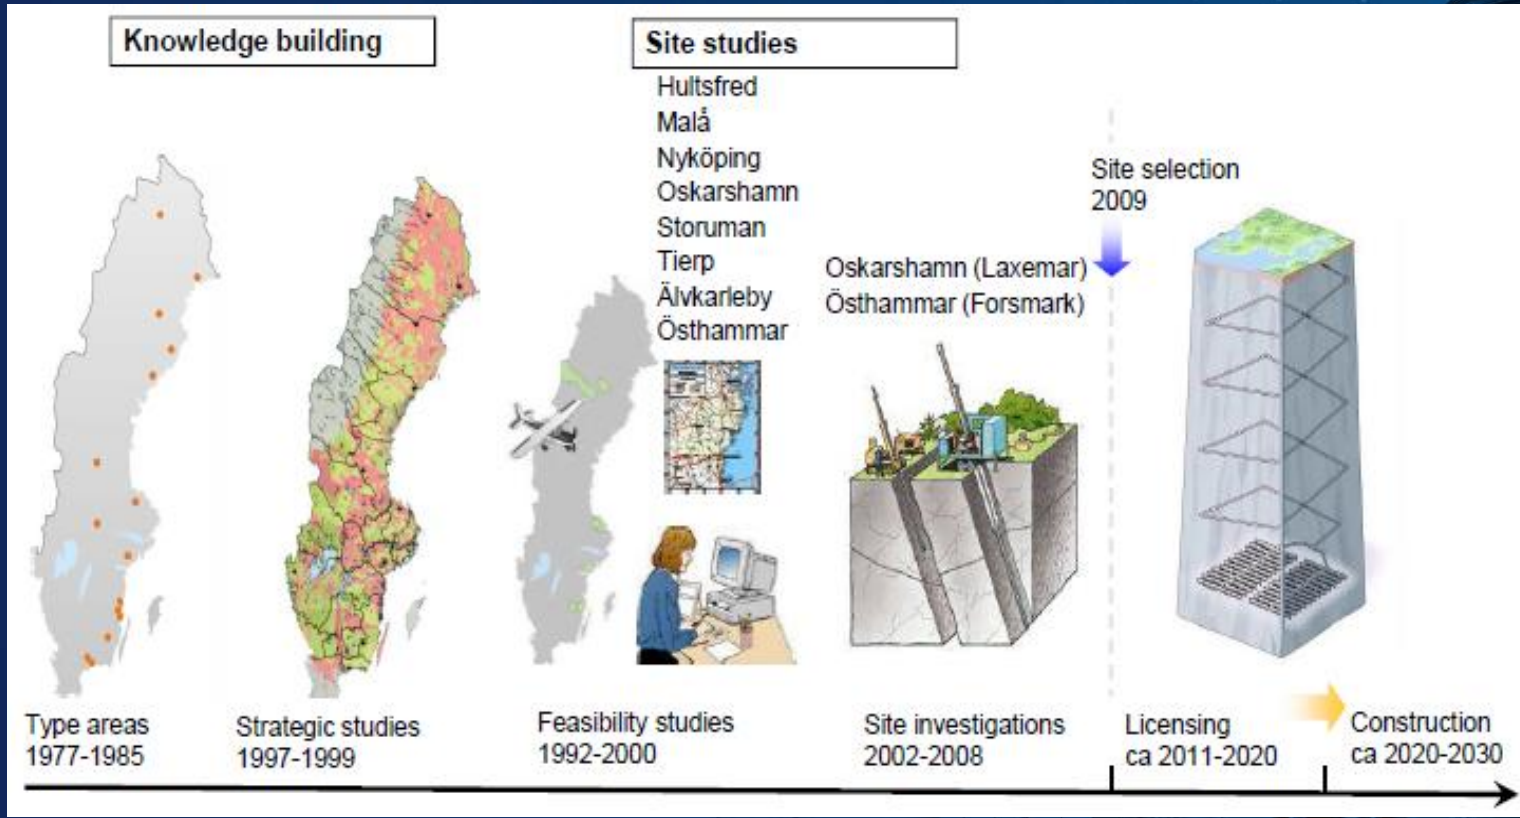 Knowledge building
Site studies
Hultsfred
Malå
Nyköping
Oskarshamn
Storuman
Tierp
Älvkarleby
Östhammar
Oskarshamn (Laxemar)
Östhammar (Forsmark)
Site selection
2009
Type areas
1977-1985
Strategic studies
1997-1999
Feasibility studies
1992-2000
Site investigations
2002-2008
Licensing
ca 2011-2020
Construction
ca 2020-2030